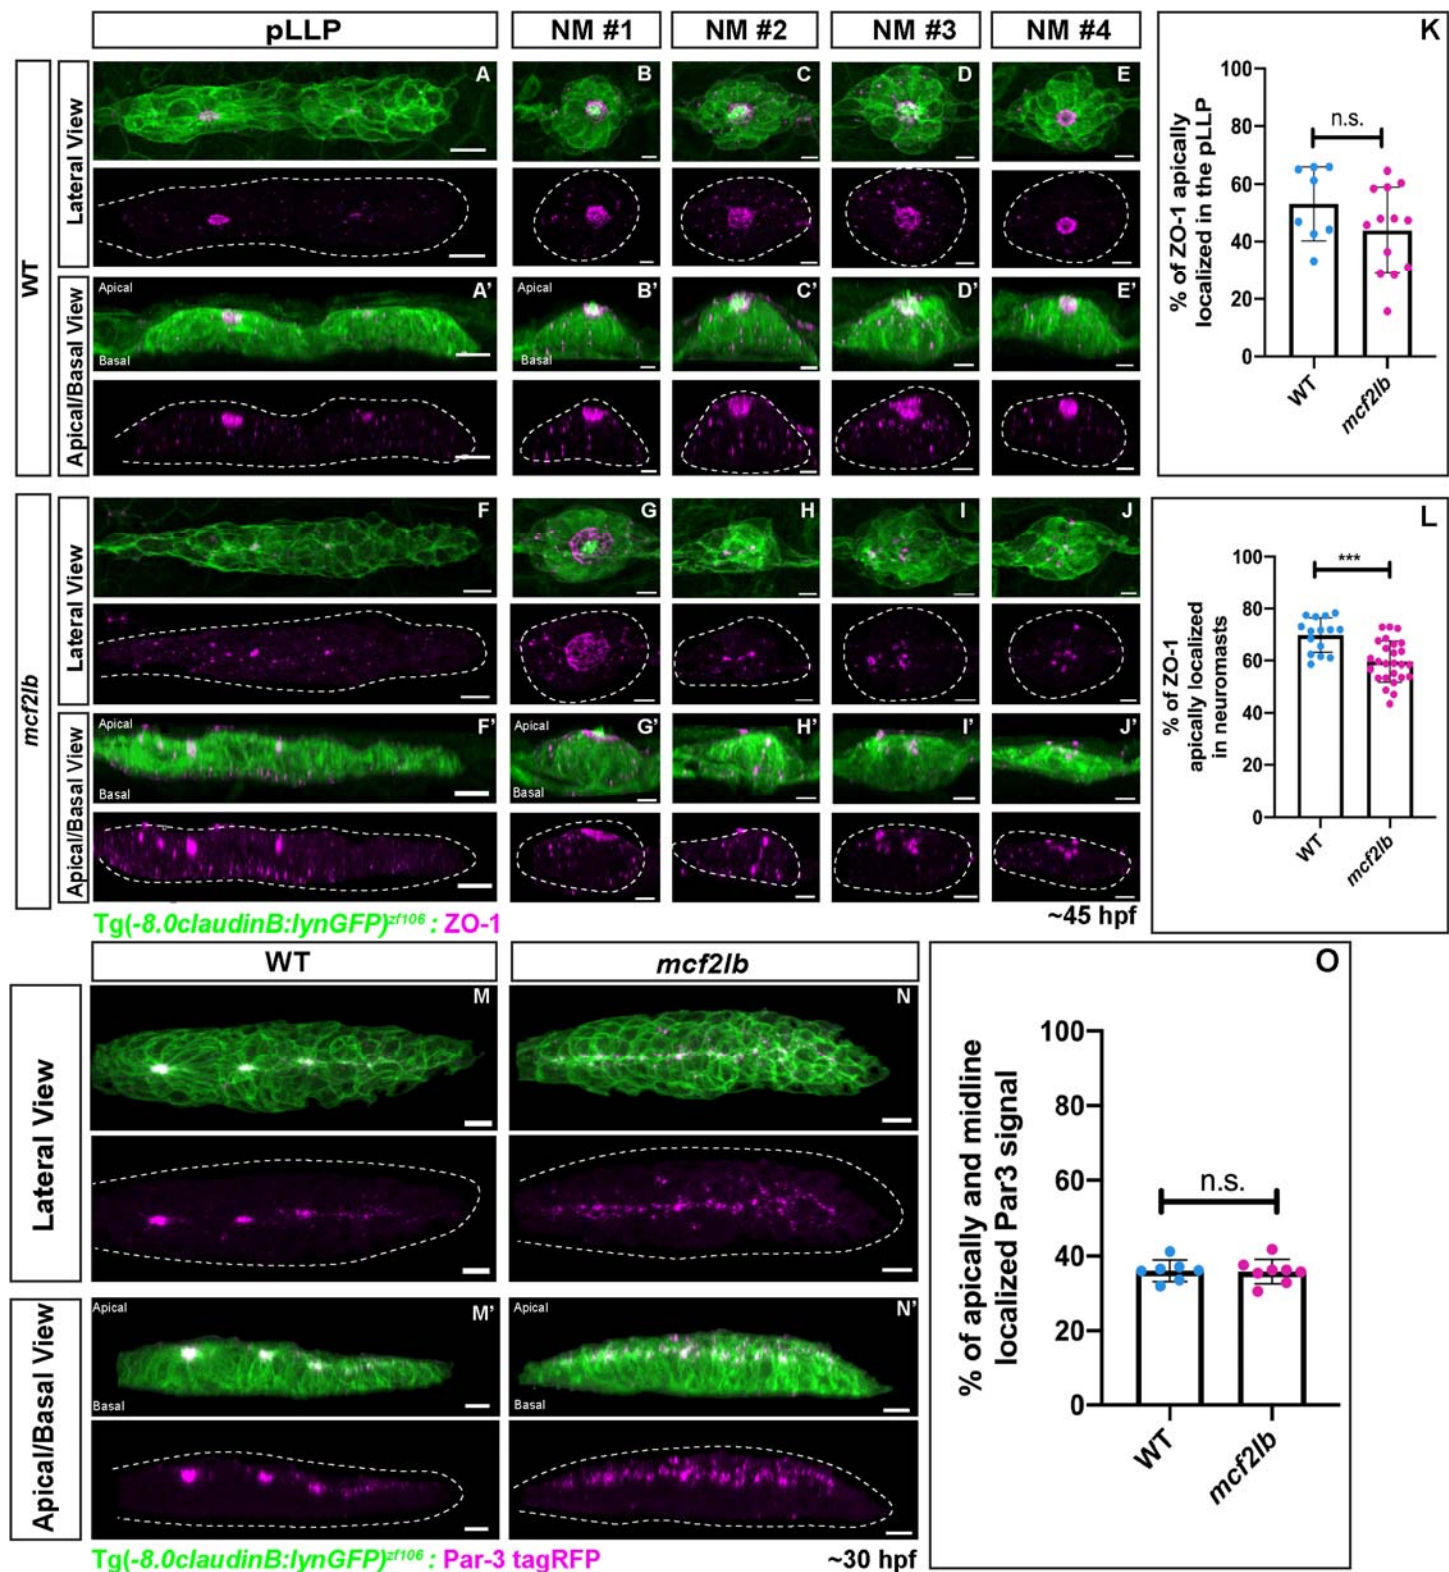 pLLP
NM #1
NM #2
NM #3
NM #4
WT
Lateral View
Apical/Basal View
A
B
C
D
E
Apical
Basal
A'
Apical
Basal
B'
C'
D'
E'
mcf2lb
Lateral View
Apical/Basal View
F
G
H
I
J
Apical
Basal
F'
Apical
Basal
G'
H'
I'
J'
Tg(-8.0claudinB:lynGFP)zf106 : ZO-1
~45 hpf
K
% of ZO-1 apically
localized in the pLLP
100
80
60
40
20
0
n.s.
WT
mcf2lb
L
% of ZO-1
apically localized
in neuromasts
100
80
60
40
20
0
***
WT
mcf2lb
WT
mcf2lb
Lateral View
M
N
Apical/Basal View
Apical
Basal
M'
Apical
Basal
N'
Tg(-8.0claudinB:lynGFP)zf106 : Par-3 tagRFP
~30 hpf
O
% of apically and midline
localized Par3 signal
100
80
60
40
20
0
n.s.
WT
mcf2lb